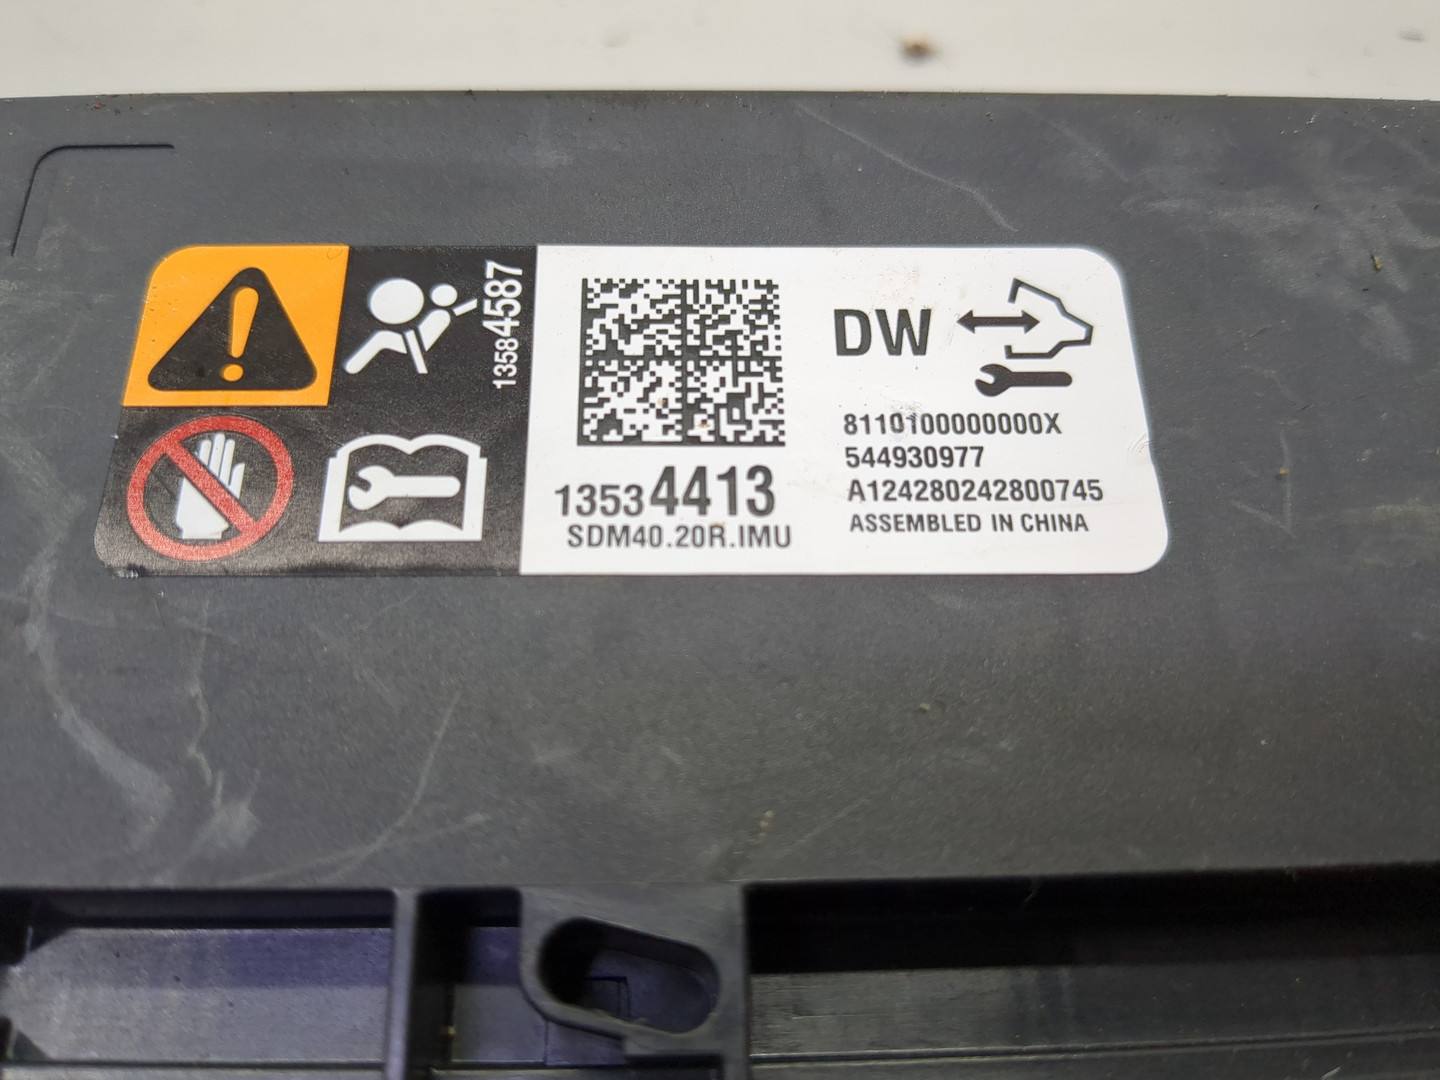 13584587
13534413
SDM40.20R.IMU
DW
8110100000000X
544930977
A124280242800745
ASSEMBLED IN CHINA